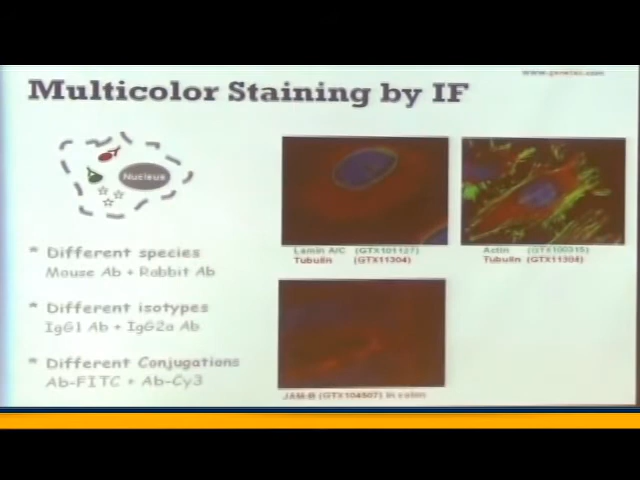 www.genetex.com
Multicolor Staining by IF
Nucleus
* Different species
Mouse Ab + Rabbit Ab
* Different isotypes
IgG1 Ab + IgG2a Ab
* Different Conjugations
Ab-FITC + Ab-Cy3
Lamin A/C (GTX101127)
Tubulin (GTX11304)
Actin (GTX100315)
Tubulin (GTX11304)
JAM-B (GTX104507) in colon